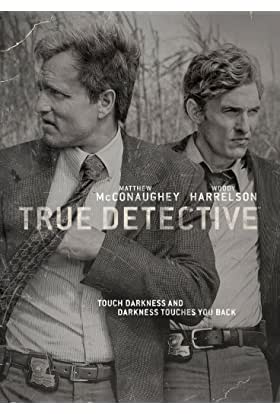 MATTHEW WOODY
McCONAUGHEY HARRELSON
TRUE DETECTIVE
TOUCH DARKNESS AND
DARKNESS TOUCHES YOU BACK